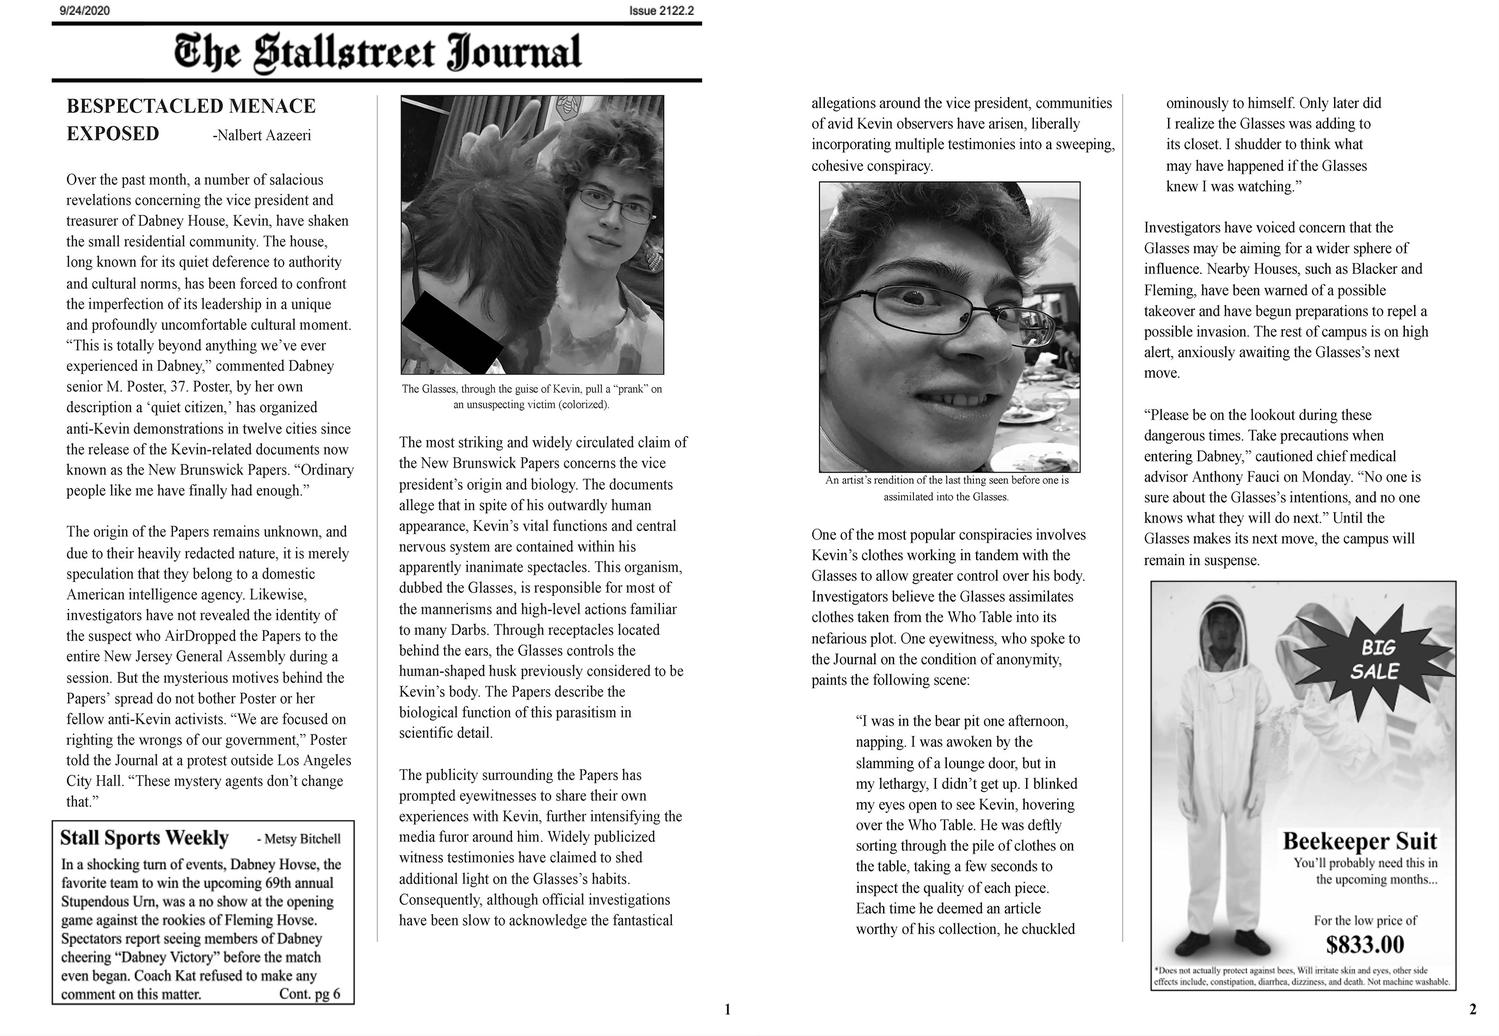 9/24/2020
Issue 2122.2
The Stallstreet Journal
BESPECTACLED MENACE
EXPOSED -Nalbert Aazeeri
Over the past month, a number of salacious
revelations concerning the vice president and
treasurer of Dabney House, Kevin, have shaken
the small residential community. The house,
long known for its quiet deference to authority
and cultural norms, has been forced to confront
the imperfection of its leadership in a unique
and profoundly uncomfortable cultural moment.
“This is totally beyond anything we’ve ever
experienced in Dabney,” commented Dabney
senior M. Poster, 37. Poster, by her own
description a ‘quiet citizen,’ has organized
anti-Kevin demonstrations in twelve cities since
the release of the Kevin-related documents now
known as the New Brunswick Papers. “Ordinary
people like me have finally had enough.”
The origin of the Papers remains unknown, and
due to their heavily redacted nature, it is merely
speculation that they belong to a domestic
American intelligence agency. Likewise,
investigators have not revealed the identity of
the suspect who AirDropped the Papers to the
entire New Jersey General Assembly during a
session. But the mysterious motives behind the
Papers’ spread do not bother Poster or her
fellow anti-Kevin activists. “We are focused on
righting the wrongs of our government,” Poster
told the Journal at a protest outside Los Angeles
City Hall. “These mystery agents don’t change
that.”
Stall Sports Weekly - Metsy Bitchell
In a shocking turn of events, Dabney Hovse, the
favorite team to win the upcoming 69th annual
Stupendous Urn, was a no show at the opening
game against the rookies of Fleming Hovse.
Spectators report seeing members of Dabney
cheering “Dabney Victory” before the match
even began. Coach Kat refused to make any
comment on this matter. Cont. pg 6
The Glasses, through the guise of Kevin, pull a “prank” on
an unsuspecting victim (colorized).
The most striking and widely circulated claim of
the New Brunswick Papers concerns the vice
president’s origin and biology. The documents
allege that in spite of his outwardly human
appearance, Kevin’s vital functions and central
nervous system are contained within his
apparently inanimate spectacles. This organism,
dubbed the Glasses, is responsible for most of
the mannerisms and high-level actions familiar
to many Darbs. Through receptacles located
behind the ears, the Glasses controls the
human-shaped husk previously considered to be
Kevin’s body. The Papers describe the
biological function of this parasitism in
scientific detail.
The publicity surrounding the Papers has
prompted eyewitnesses to share their own
experiences with Kevin, further intensifying the
media furor around him. Widely publicized
witness testimonies have claimed to shed
additional light on the Glasses’s habits.
Consequently, although official investigations
have been slow to acknowledge the fantastical
1
allegations around the vice president, communities
of avid Kevin observers have arisen, liberally
incorporating multiple testimonies into a sweeping,
cohesive conspiracy.
An artist’s rendition of the last thing seen before one is
assimilated into the Glasses.
One of the most popular conspiracies involves
Kevin’s clothes working in tandem with the
Glasses to allow greater control over his body.
Investigators believe the Glasses assimilates
clothes taken from the Who Table into its
nefarious plot. One eyewitness, who spoke to
the Journal on the condition of anonymity,
paints the following scene:
“I was in the bear pit one afternoon,
napping. I was awoken by the
slamming of a lounge door, but in
my lethargy, I didn’t get up. I blinked
my eyes open to see Kevin, hovering
over the Who Table. He was deftly
sorting through the pile of clothes on
the table, taking a few seconds to
inspect the quality of each piece.
Each time he deemed an article
worthy of his collection, he chuckled
ominously to himself. Only later did
I realize the Glasses was adding to
its closet. I shudder to think what
may have happened if the Glasses
knew I was watching.”
Investigators have voiced concern that the
Glasses may be aiming for a wider sphere of
influence. Nearby Houses, such as Blacker and
Fleming, have been warned of a possible
takeover and have begun preparations to repel a
possible invasion. The rest of campus is on high
alert, anxiously awaiting the Glasses’s next
move.
“Please be on the lookout during these
dangerous times. Take precautions when
entering Dabney,” cautioned chief medical
advisor Anthony Fauci on Monday. “No one is
sure about the Glasses’s intentions, and no one
knows what they will do next.” Until the
Glasses makes its next move, the campus will
remain in suspense.
BIG
SALE
Beekeeper Suit
You’ll probably need this in
the upcoming months...
For the low price of
$833.00
*Does not actually protect against bees, Will irritate skin and eyes, other side
effects include, constipation, diarrhea, dizziness, and death. Not machine washable.
2